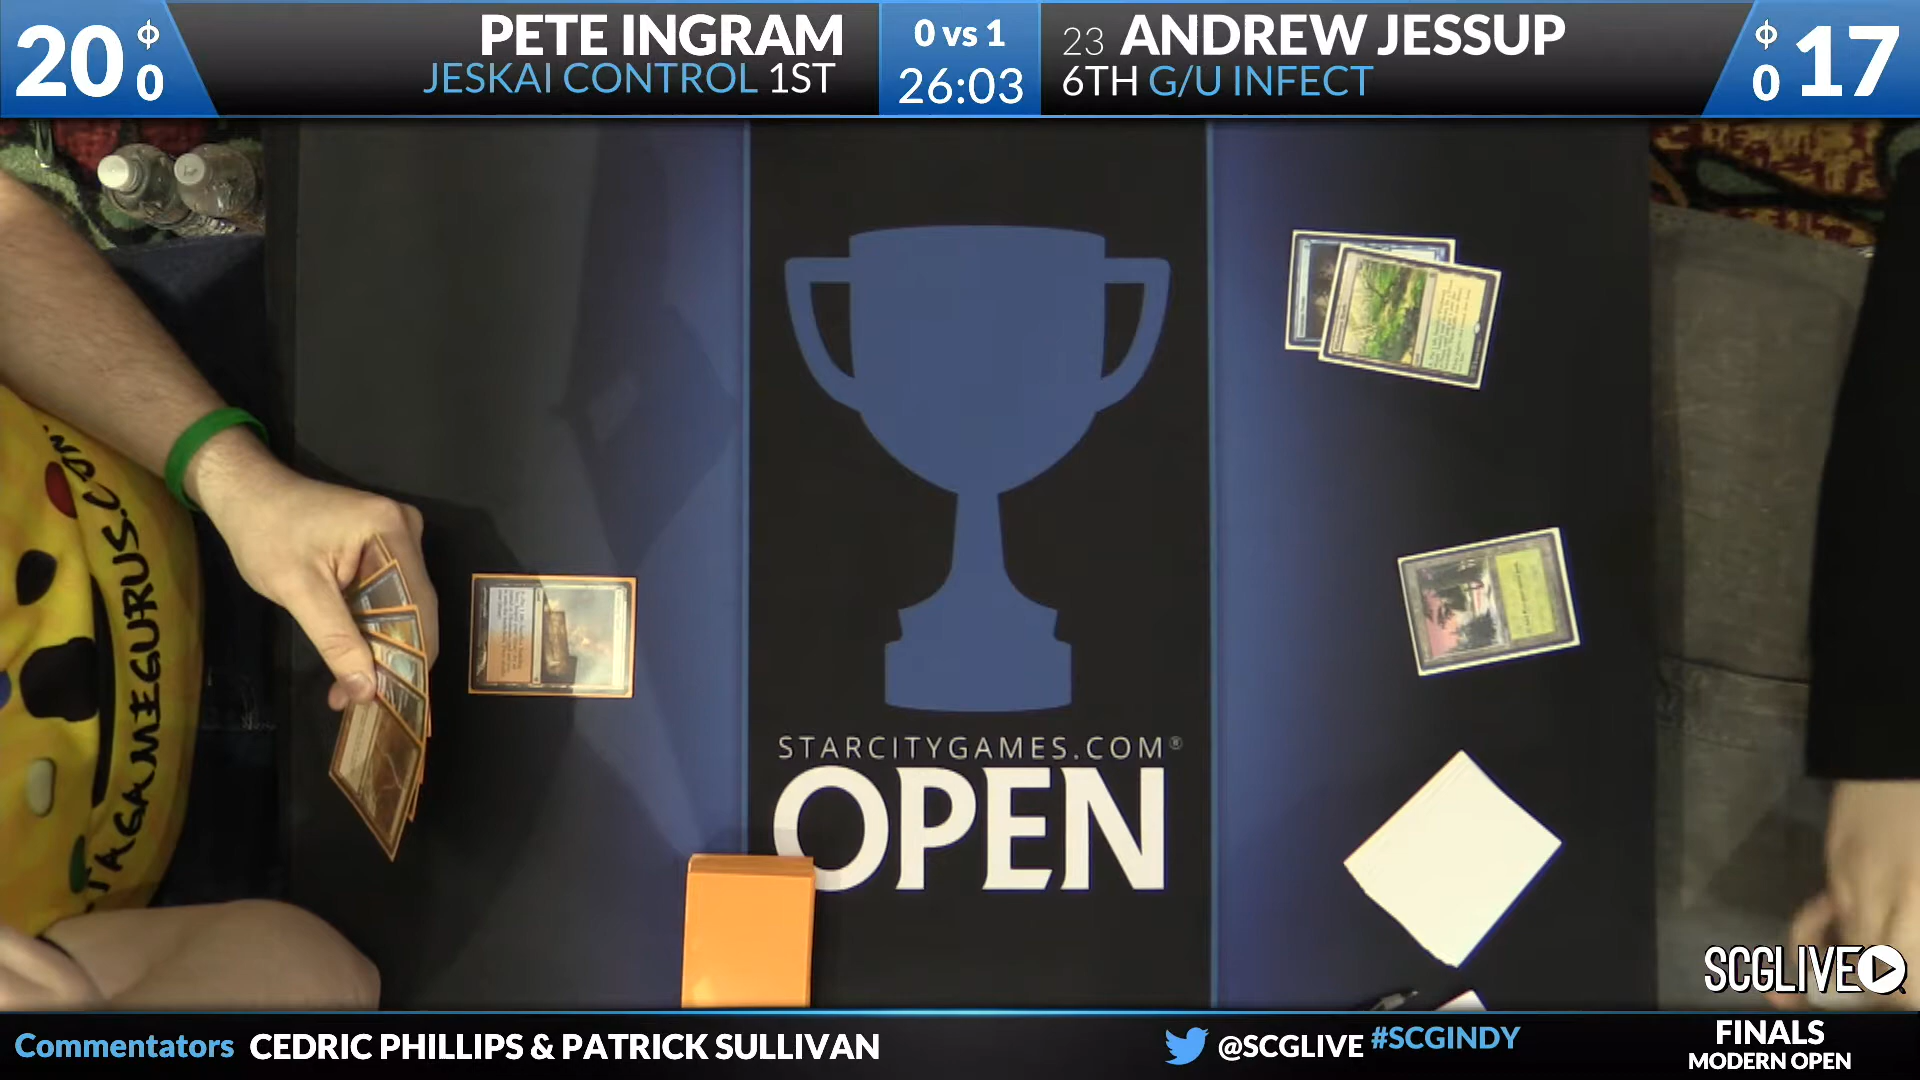 20 0
PETE INGRAM
JESKAI CONTROL 1ST
0 vs 1
26:03
23 ANDREW JESSUP
6TH G/U INFECT
0 17
TAGAMEGURUS.COM
STARCITYGAMES.COM®
OPEN
SCGLIVE
Commentators CEDRIC PHILLIPS & PATRICK SULLIVAN
@SCGLIVE #SCGINDY
FINALS
MODERN OPEN